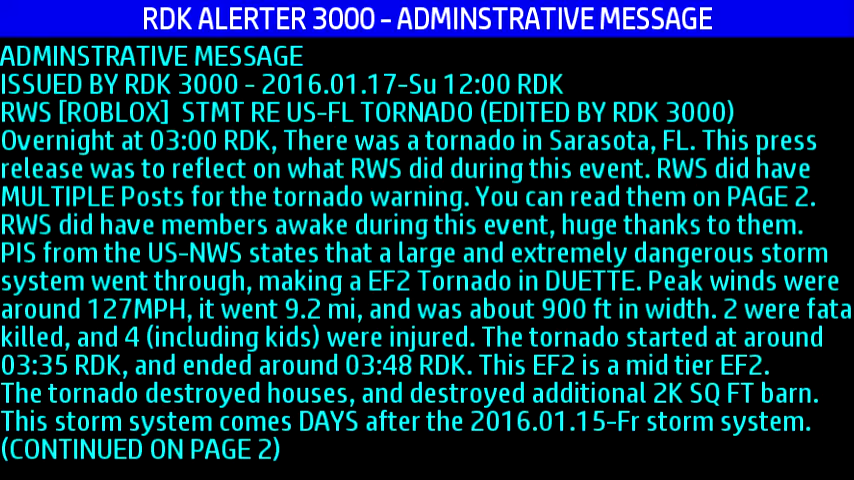 RDK ALERTER 3000 - ADMINSTRATIVE MESSAGE
ADMINSTRATIVE MESSAGE
ISSUED BY RDK 3000 - 2016.01.17-Su 12:00 RDK
RWS [ROBLOX]  STMT RE US-FL TORNADO (EDITED BY RDK 3000)
Overnight at 03:00 RDK, There was a tornado in Sarasota, FL. This press
release was to reflect on what RWS did during this event. RWS did have
MULTIPLE Posts for the tornado warning. You can read them on PAGE 2.
RWS did have members awake during this event, huge thanks to them.
PIS from the US-NWS states that a large and extremely dangerous storm
system went through, making a EF2 Tornado in DUETTE. Peak winds were
around 127MPH, it went 9.2 mi, and was about 900 ft in width. 2 were fata
killed, and 4 (including kids) were injured. The tornado started at around
03:35 RDK, and ended around 03:48 RDK. This EF2 is a mid tier EF2.
The tornado destroyed houses, and destroyed additional 2K SQ FT barn.
This storm system comes DAYS after the 2016.01.15-Fr storm system.
(CONTINUED ON PAGE 2)